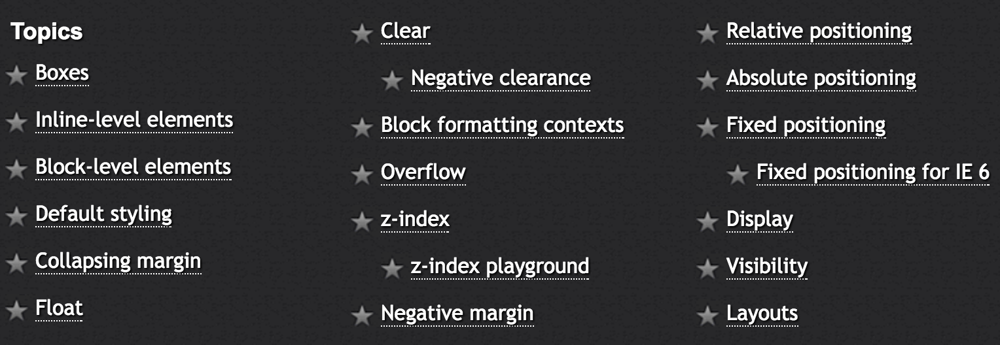 Topics
Boxes
Inline-level elements
Block-level elements
Default styling
Collapsing margin
Float
Clear
Negative clearance
Block formatting contexts
Overflow
z-index
z-index playground
Negative margin
Relative positioning
Absolute positioning
Fixed positioning
Fixed positioning for IE 6
Display
Visibility
Layouts